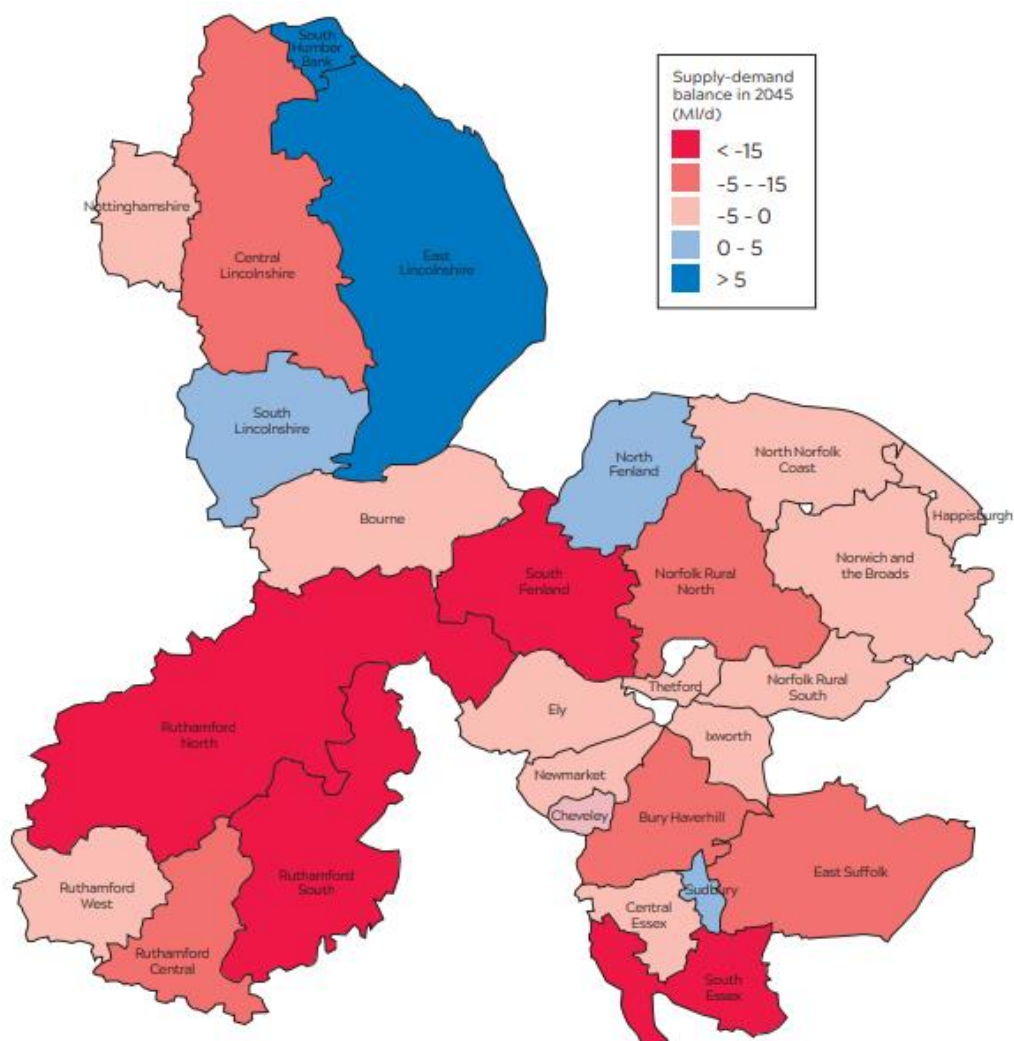 South
Humber
Bank
Supply-demand
balance in 2045
(Ml/d)
< -15
-5 - -15
-5 - 0
0 - 5
> 5
Nottinghamshire
Central
Lincolnshire
East
Lincolnshire
South
Lincolnshire
North
Fenland
North Norfolk
Coast
Happisburgh
Bourne
Norwich and
the Broads
South
Fenland
Norfolk Rural
North
Thetford
Norfolk Rural
South
Ely
Ixworth
Ruthamford
North
Newmarket
Cheveley
Bury Haverhill
East Suffolk
Ruthamford
West
Ruthamford
South
Sudbury
Central
Essex
Ruthamford
Central
South
Essex